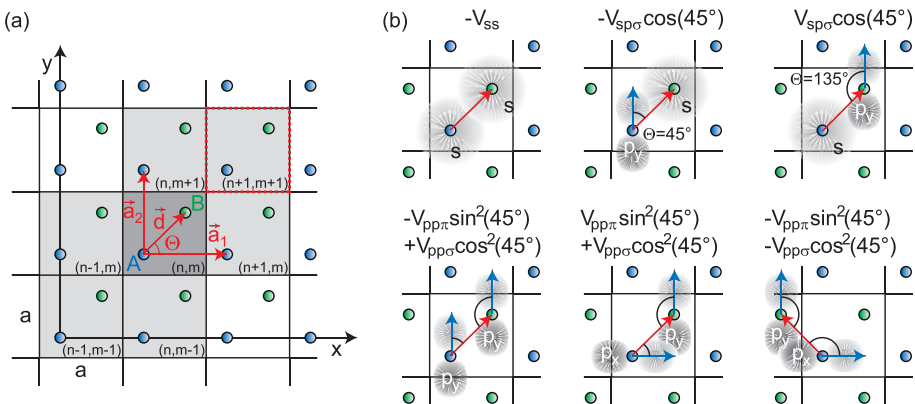 (a)
y
(n,m+1)
(n+1,m+1)
a⃗₂
d⃗
B
Θ
a⃗₁
A
(n-1,m)
(n,m)
(n+1,m)
a
(n-1,m-1)
(n,m-1)
x
a
(b)
-Vss
s
s
-Vspσcos(45°)
s
Θ=45°
py
Vspσcos(45°)
Θ=135°
py
s
-Vppπsin²(45°)
+Vppσcos²(45°)
py
py
Vppπsin²(45°)
+Vppσcos²(45°)
px
py
-Vppπsin²(45°)
-Vppσcos²(45°)
py
px